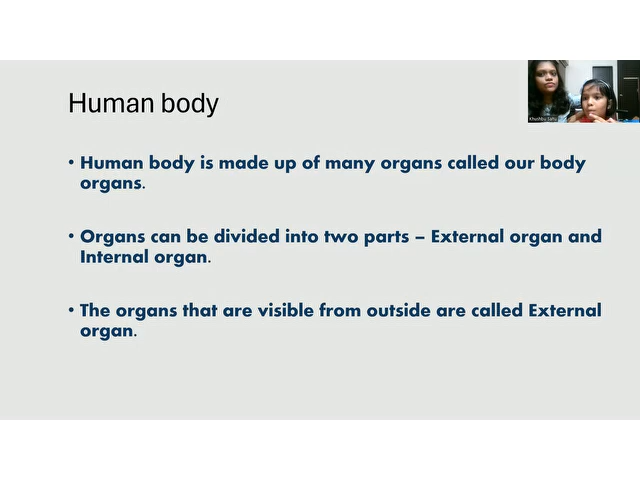 Human body
• Human body is made up of many organs called our body
organs.
• Organs can be divided into two parts – External organ and
Internal organ.
• The organs that are visible from outside are called External
organ.